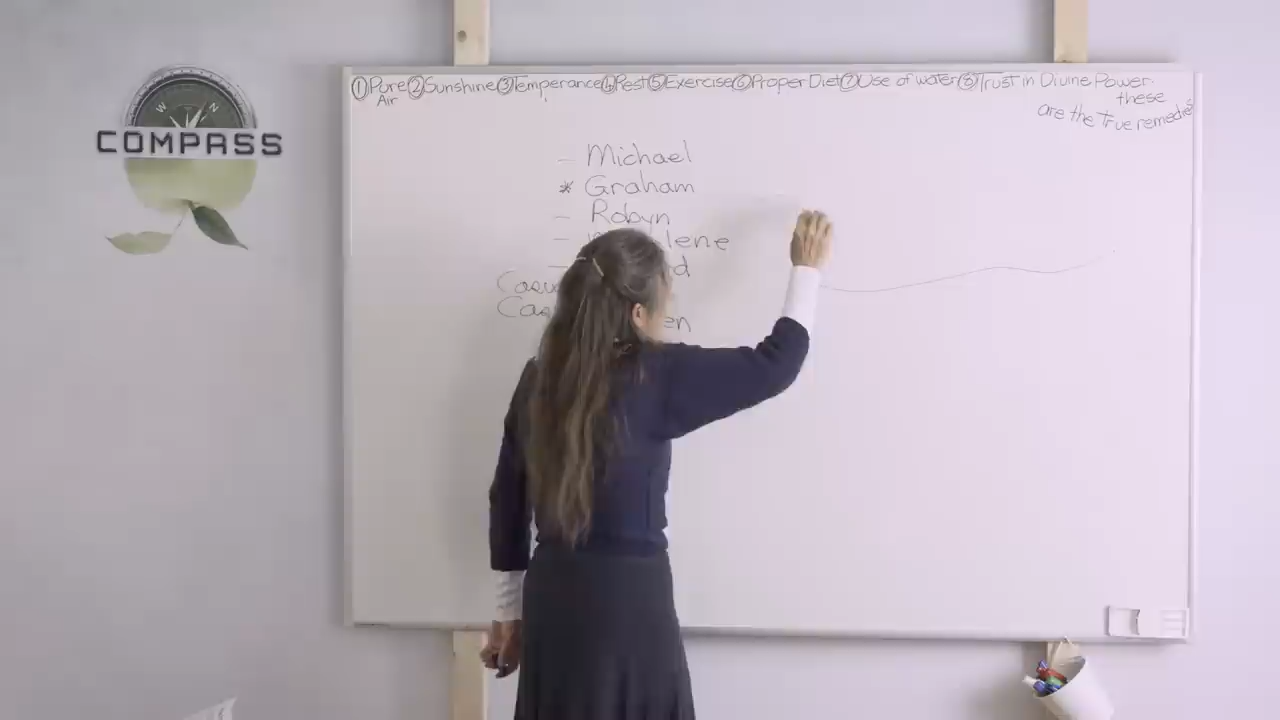 W N
COMPASS
①Pure ②Sunshine ③Temperance ④Rest ⑤Exercise ⑥Proper Diet ⑦Use of water ⑧Trust in Divine Power
Air
these
are the True remedies
- Michael
* Graham
- Robyn
-
-